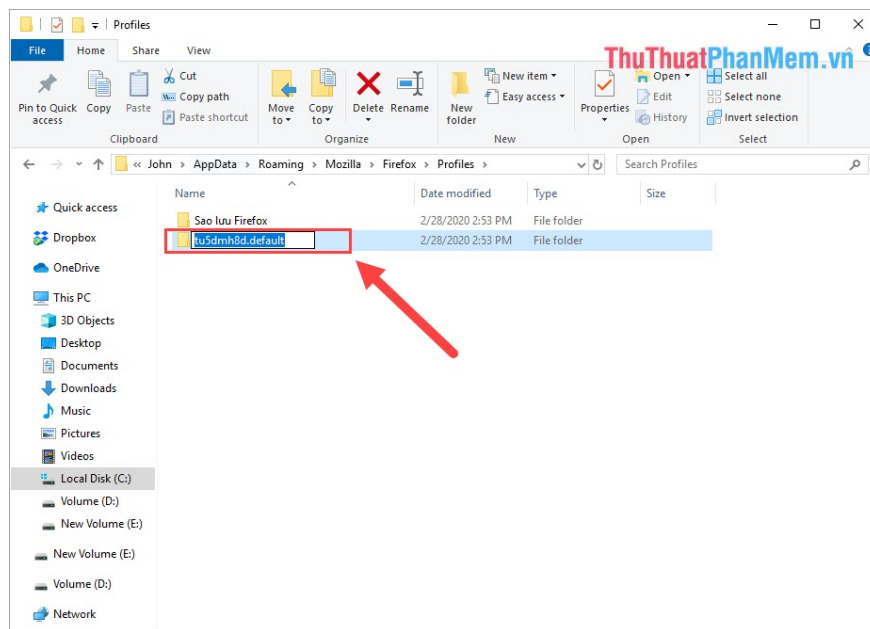 Profiles
File Home Share View
ThuThuatPhanMem.vn
Pin to Quick access
Copy
Paste
Cut
Copy path
Paste shortcut
Move to
Copy to
Delete
Rename
New folder
New item
Easy access
Properties
Open
Edit
History
Select all
Select none
Invert selection
Clipboard Organize New Open Select
« John › AppData › Roaming › Mozilla › Firefox › Profiles ›
Search Profiles
Name Date modified Type Size
Sao lưu Firefox 2/28/2020 2:53 PM File folder
tu5dmh8d.default 2/28/2020 2:53 PM File folder
Quick access
Dropbox
OneDrive
This PC
3D Objects
Desktop
Documents
Downloads
Music
Pictures
Videos
Local Disk (C:)
Volume (D:)
New Volume (E:)
New Volume (E:)
Volume (D:)
Network